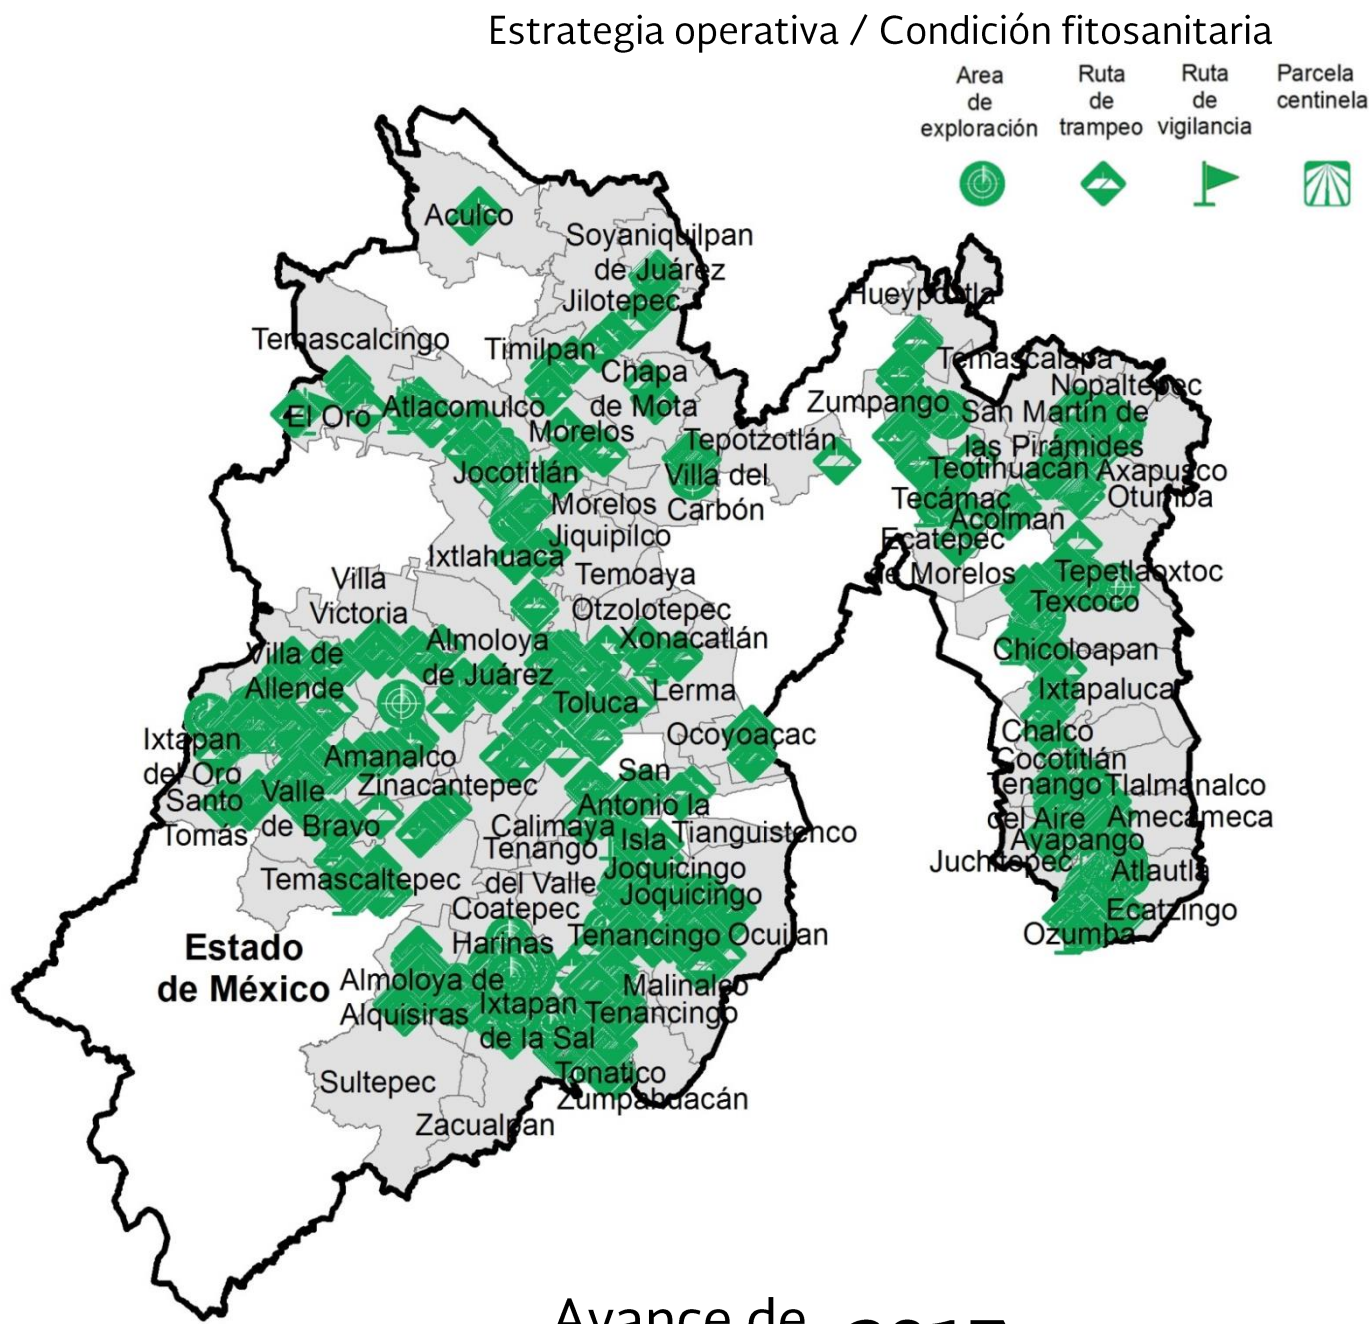 Estrategia operativa / Condición fitosanitaria
Area
de
exploración
Ruta
de
trampeo
Ruta
de
vigilancia
Parcela
centinela
Aculco
Soyaniquilpan
de Juárez
Jilotepec
Hueypoxtla
Temascalcingo
Timilpan
Chapa
de Mota
Temascalapa
Nopaltepec
El Oro
Atlacomulco
Morelos
Zumpango
San Martín de
las Pirámides
Tepotzotlán
Jocotitlán
Villa del
Carbón
Teotihuacán
Axapusco
Otumba
Tecámac
Acolman
Morelos
Jiquipilco
Ecatepec
de Morelos
Ixtlahuaca
Temoaya
Tepetlaoxtoc
Texcoco
Villa
Victoria
Otzolotepec
Xonacatlán
Almoloya
de Juárez
Villa de
Allende
Chicoloapan
Toluca
Lerma
Ixtapaluca
Ixtapan
del Oro
Amanalco
Ocoyoacac
Chalco
Cocotitlán
Zinacantepec
San
Antonio la
Isla
Tenango
del Aire
Tlalmanalco
Santo
Tomás
Valle
de Bravo
Calimaya
Tianguistenco
Amecameca
Ayapango
Tenango
del Valle
Joquicingo
Juchitepec
Atlautla
Temascaltepec
Joquicingo
Coatepec
Harinas
Ecatzingo
Ozumba
Tenancingo
Ocuilan
Estado
de México
Almoloya de
Alquisiras
Ixtapan
de la Sal
Malinalco
Tenancingo
Sultepec
Tonatico
Zumpahuacán
Zacualpan
Avance de
2017